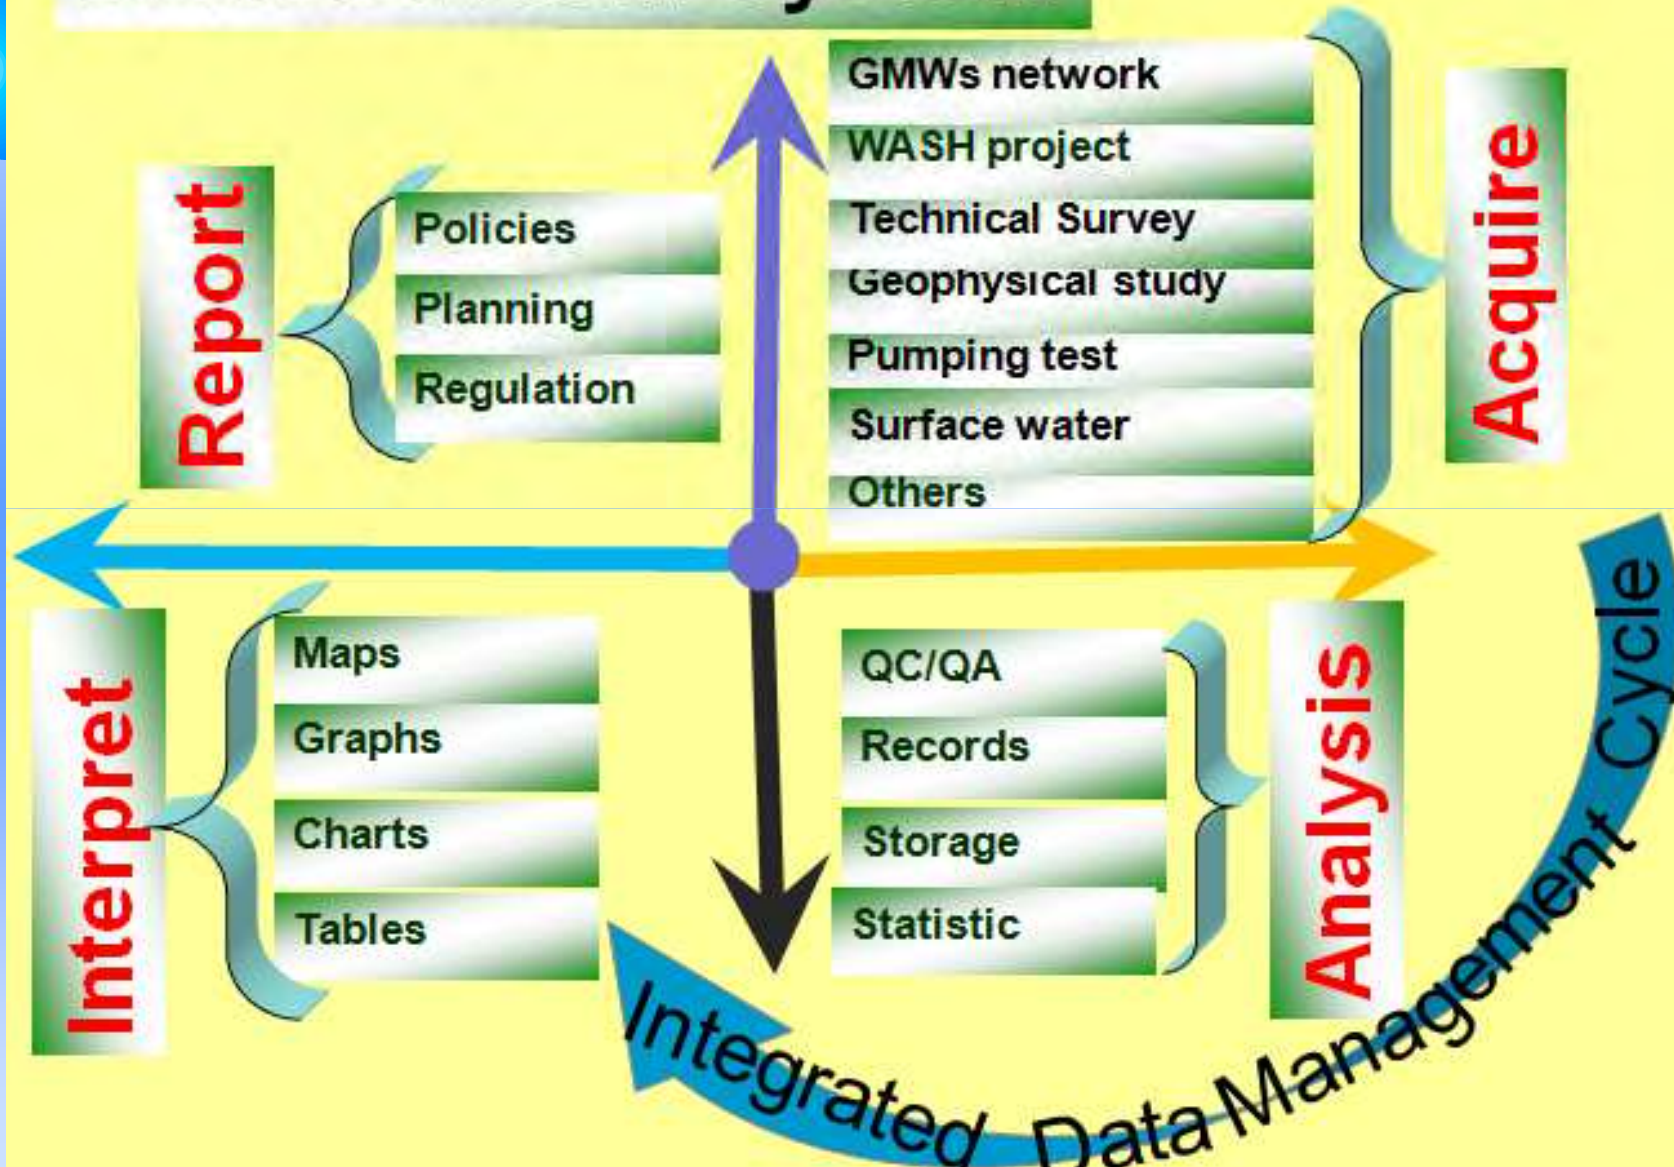 GMWs network
WASH project
Technical Survey
Geophysical study
Pumping test
Surface water
Others
Acquire
Report
Policies
Planning
Regulation
Interpret
Maps
Graphs
Charts
Tables
QC/QA
Records
Storage
Statistic
Analysis
Integrated Data Management Cycle